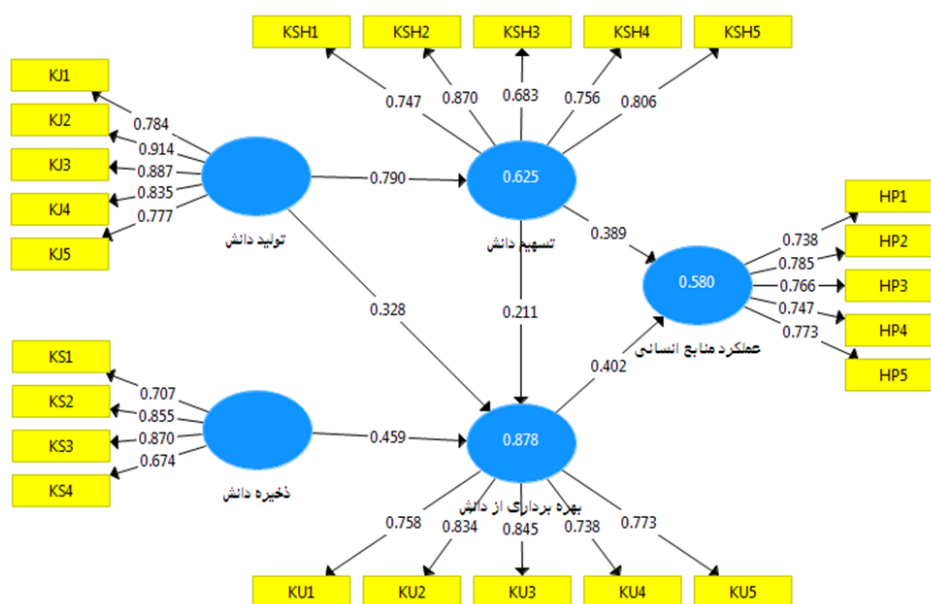 KSH1 KSH2 KSH3 KSH4 KSH5
0.747 0.870 0.683 0.756 0.806
KJ1
KJ2
KJ3
KJ4
KJ5
0.784
0.914
0.887
0.835
0.777
تولید دانش
0.790
0.625
تسهیم دانش
0.389
0.328
0.211
0.580
عملکرد منابع انسانی
0.738
0.785
0.766
0.747
0.773
HP1
HP2
HP3
HP4
HP5
KS1
KS2
KS3
KS4
0.707
0.855
0.870
0.674
ذخیره دانش
0.459
0.402
0.878
بهره برداری از دانش
0.758 0.834 0.845 0.738 0.773
KU1 KU2 KU3 KU4 KU5